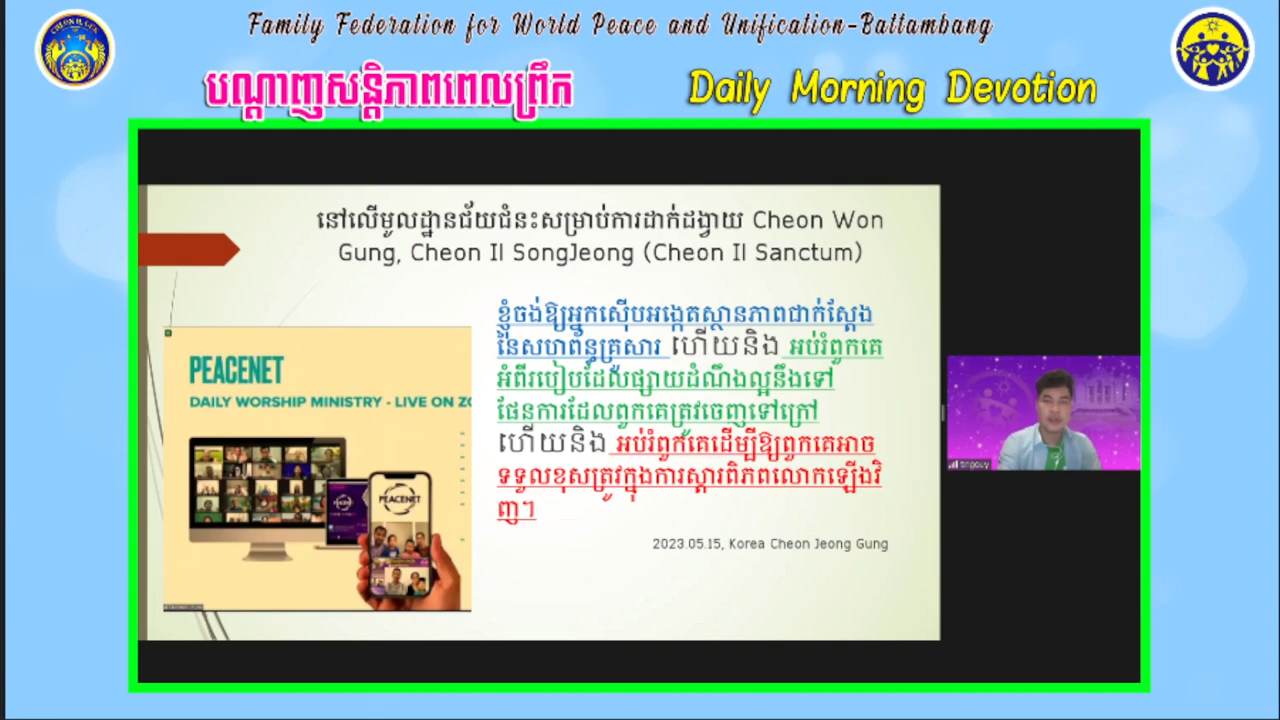 Family Federation for World Peace and Unification-Battambang
បណ្តាញសន្តិភាពពេលព្រឹក
Daily Morning Devotion
នៅលើមូលដ្ឋានជ័យជំនះសម្រាប់ការដាក់ដង្វាយ Cheon Won
Gung, Cheon Il SongJeong (Cheon Il Sanctum)
ខ្ញុំចង់ឱ្យអ្នកស៊ើបអង្កេតស្ថានភាពជាក់ស្តែង
នៃសហព័ន្ធគ្រួសារ ហើយនិង អប់រំពួកគេ
អំពីរបៀបដែលផ្សាយដំណឹងល្អនឹងទៅ
ផែនការដែលពួកគេត្រូវចេញទៅក្រៅ
ហើយនិង អប់រំពួកគេដើម្បីឱ្យពួកគេអាច
ទទួលខុសត្រូវក្នុងការស្តារពិភពលោកឡើងវិ
ញ។
2023.05.15, Korea Cheon Jeong Gung
PEACENET
DAILY WORSHIP MINISTRY - LIVE ON ZO
PEACENET